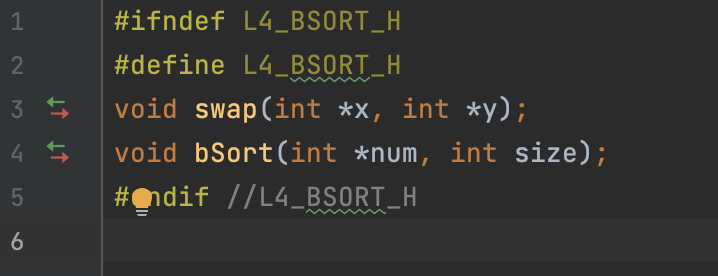 1 #ifndef L4_BSORT_H
2 #define L4_BSORT_H
3 void swap(int *x, int *y);
4 void bSort(int *num, int size);
5 #endif //L4_BSORT_H
6